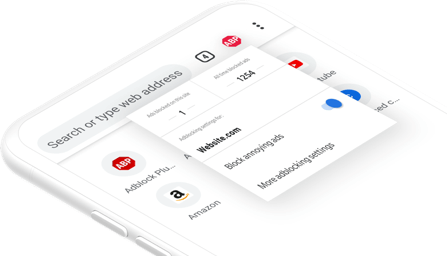 4
ABP
Search or type web address
Ads blocked on this site
1
All time blocked ads
1254
Adblocking settings for:
Website.com
Block annoying ads
More adblocking settings
ABP
Adblock Plu...
a
Amazon
A
tube
ed c...